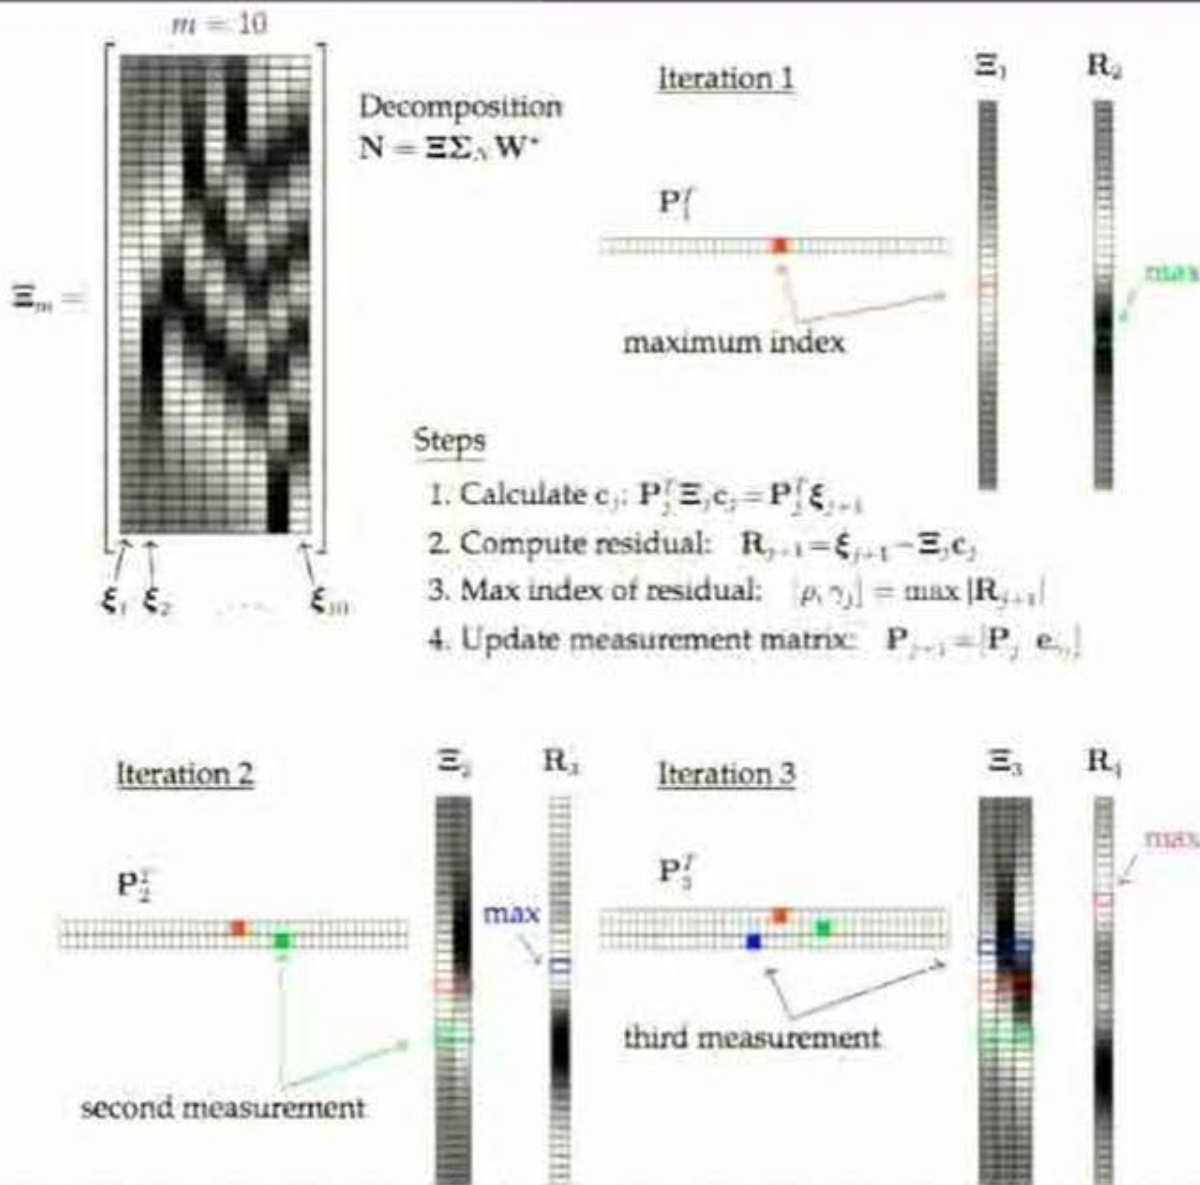 m = 10
Ξₘ =
ξ₁ ξ₂ ..... ξ₁₀
Decomposition
N = ΞΣ_N W*
Iteration 1
Ξ₁
R₂
P₁ᵀ
max
maximum index
Steps
1. Calculate cⱼ: PⱼᵀΞⱼcⱼ = Pⱼᵀξⱼ₊₁
2. Compute residual: Rⱼ₊₁ = ξⱼ₊₁ − Ξⱼcⱼ
3. Max index of residual: [ρ, γⱼ] = max |Rⱼ₊₁|
4. Update measurement matrix: Pⱼ₊₁ = [Pⱼ e_γⱼ]
Iteration 2
Ξ₂
R₃
P₂ᵀ
max
second measurement
Iteration 3
Ξ₃
R₄
P₃ᵀ
max
third measurement